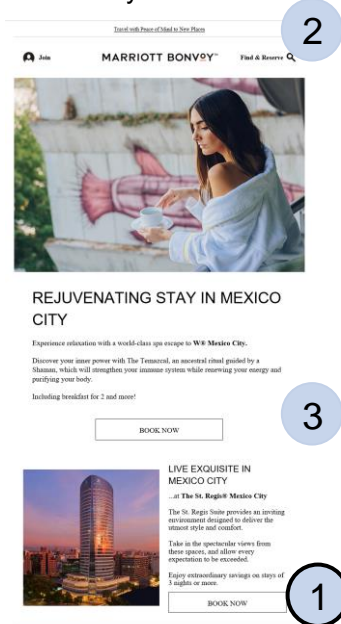 Travel with Peace of Mind to New Places
2
Join
MARRIOTT BONVOY™
Find & Reserve
REJUVENATING STAY IN MEXICO
CITY
Experience relaxation with a world-class spa escape to W® Mexico City.
Discover your inner power with The Temazcal, an ancestral ritual guided by a
Shaman, which will strengthen your immune system while renewing your energy and
purifying your body.
Including breakfast for 2 and more!
BOOK NOW
3
LIVE EXQUISITE IN
MEXICO CITY
...at The St. Regis® Mexico City
The St. Regis Suite provides an inviting
environment designed to deliver the
utmost style and comfort.
Take in the spectacular views from
these spaces, and allow every
expectation to be exceeded.
Enjoy extraordinary savings on stays of
3 nights or more.
BOOK NOW
1